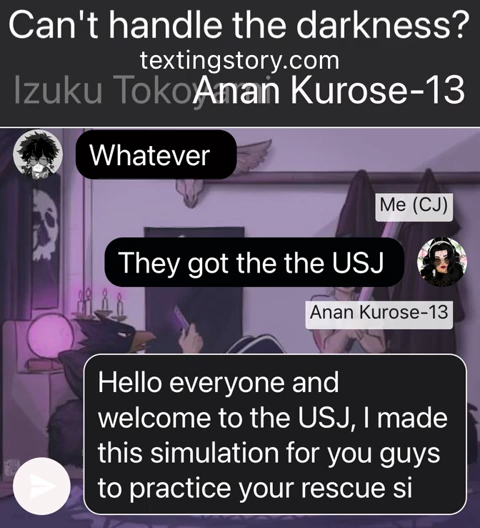 Can't handle the darkness?
textingstory.com
Izuku Tokoyami
Anan Kurose-13
Whatever
Me (CJ)
They got the the USJ
Anan Kurose-13
Hello everyone and
welcome to the USJ, I made
this simulation for you guys
to practice your rescue si